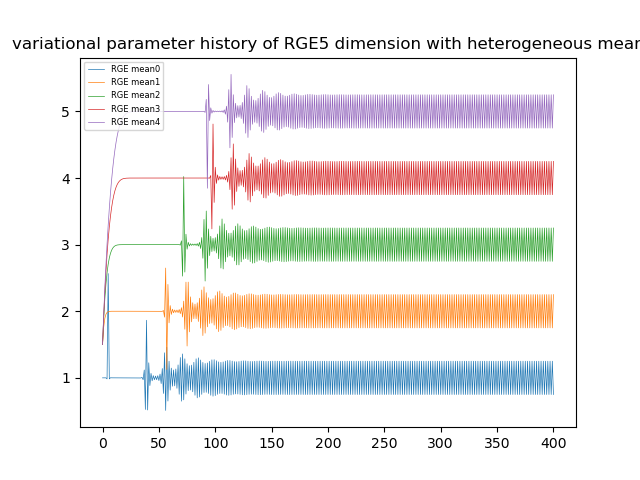 variational parameter history of RGE5 dimension with heterogeneous mean
RGE mean0
RGE mean1
RGE mean2
RGE mean3
RGE mean4
5
4
3
2
1
0 50 100 150 200 250 300 350 400